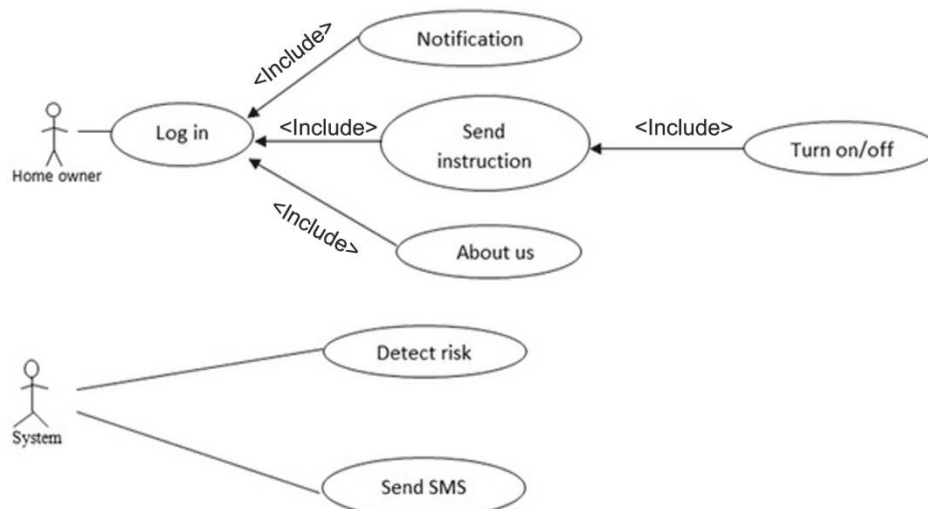 Notification
<Include>
Log in
<Include>
Send
instruction
<Include>
Turn on/off
Home owner
<Include>
About us
Detect risk
System
Send SMS